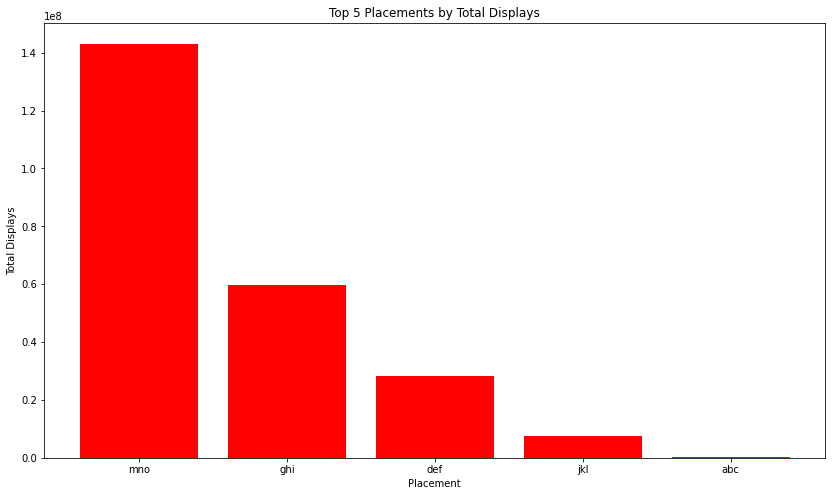 Top 5 Placements by Total Displays
1e8
1.4
1.2
1.0
0.8
0.6
0.4
0.2
0.0
Total Displays
mno ghi def jkl abc
Placement